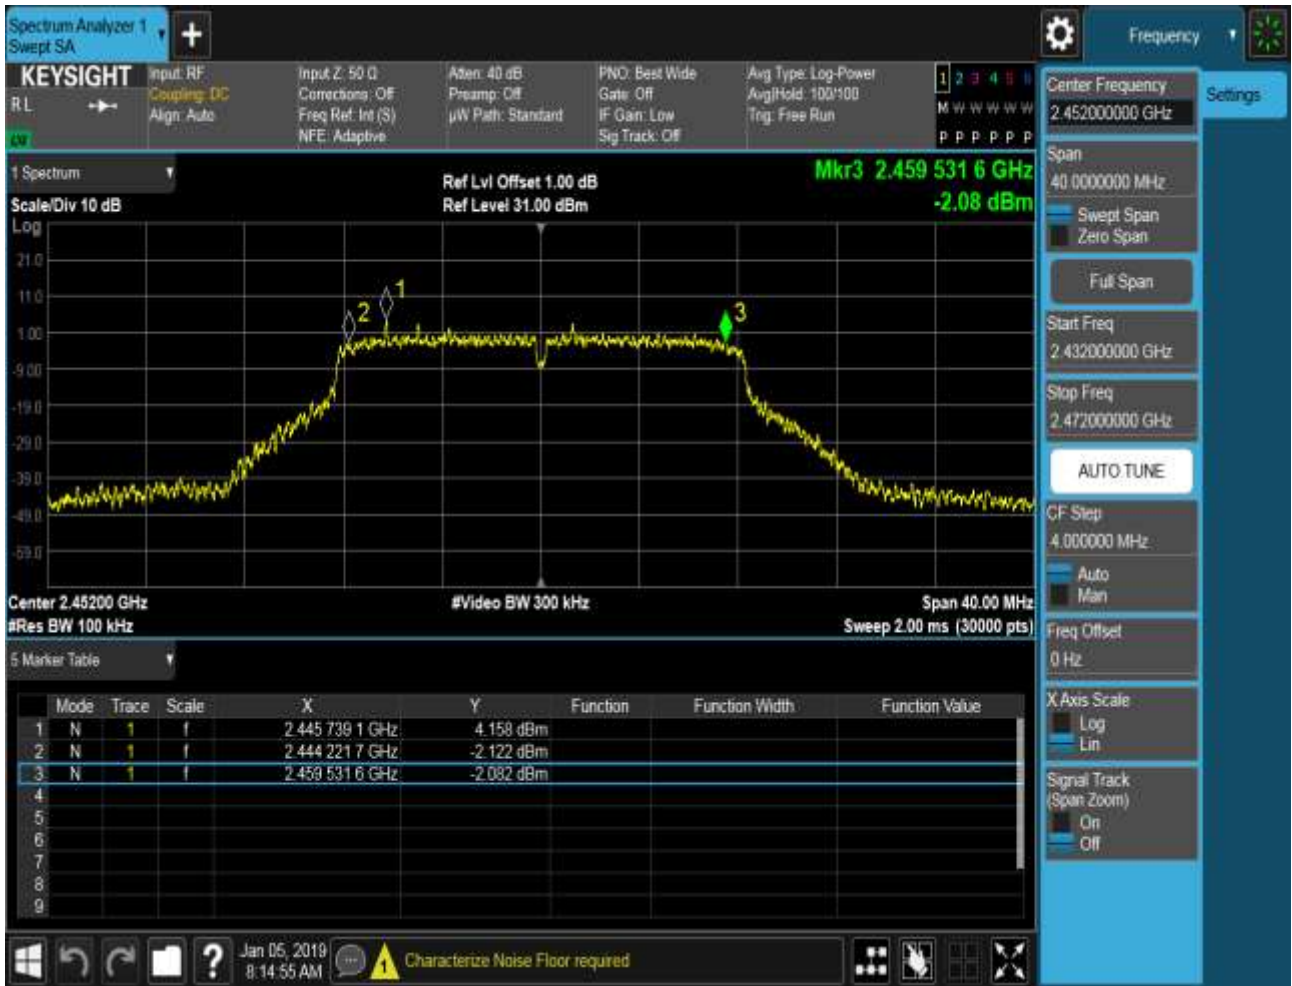 Spectrum Analyzer 1
Swept SA
+
Frequency
KEYSIGHT
RL
LXI
Input: RF
Coupling: DC
Align: Auto
Input Z: 50 Ω
Corrections: Off
Freq Ref: Int (S)
NFE: Adaptive
Atten: 40 dB
Preamp: Off
µW Path: Standard
PNO: Best Wide
Gate: Off
IF Gain: Low
Sig Track: Off
Avg Type: Log-Power
Avg|Hold: 100/100
Trig: Free Run
1 2 3 4 5 6
M W W W W W
P P P P P P
Center Frequency
2.452000000 GHz
Settings
1 Spectrum
Scale/Div 10 dB
Ref Lvl Offset 1.00 dB
Ref Level 31.00 dBm
Mkr3 2.459 531 6 GHz
-2.08 dBm
Log
21.0
11.0
1.00
-9.00
-19.0
-29.0
-39.0
-49.0
-59.0
1
2
3
Center 2.45200 GHz
#Res BW 100 kHz
#Video BW 300 kHz
Span 40.00 MHz
Sweep 2.00 ms (30000 pts)
Span
40.0000000 MHz
Swept Span
Zero Span
Full Span
Start Freq
2.432000000 GHz
Stop Freq
2.472000000 GHz
AUTO TUNE
CF Step
4.000000 MHz
Auto
Man
Freq Offset
0 Hz
X Axis Scale
Log
Lin
Signal Track
(Span Zoom)
On
Off
5 Marker Table
Mode Trace Scale X Y Function Function Width Function Value
1 N 1 f 2.445 739 1 GHz 4.158 dBm
2 N 1 f 2.444 221 7 GHz -2.122 dBm
3 N 1 f 2.459 531 6 GHz -2.082 dBm
4
5
6
7
8
9
?
Jan 05, 2019
8:14:55 AM
1
Characterize Noise Floor required